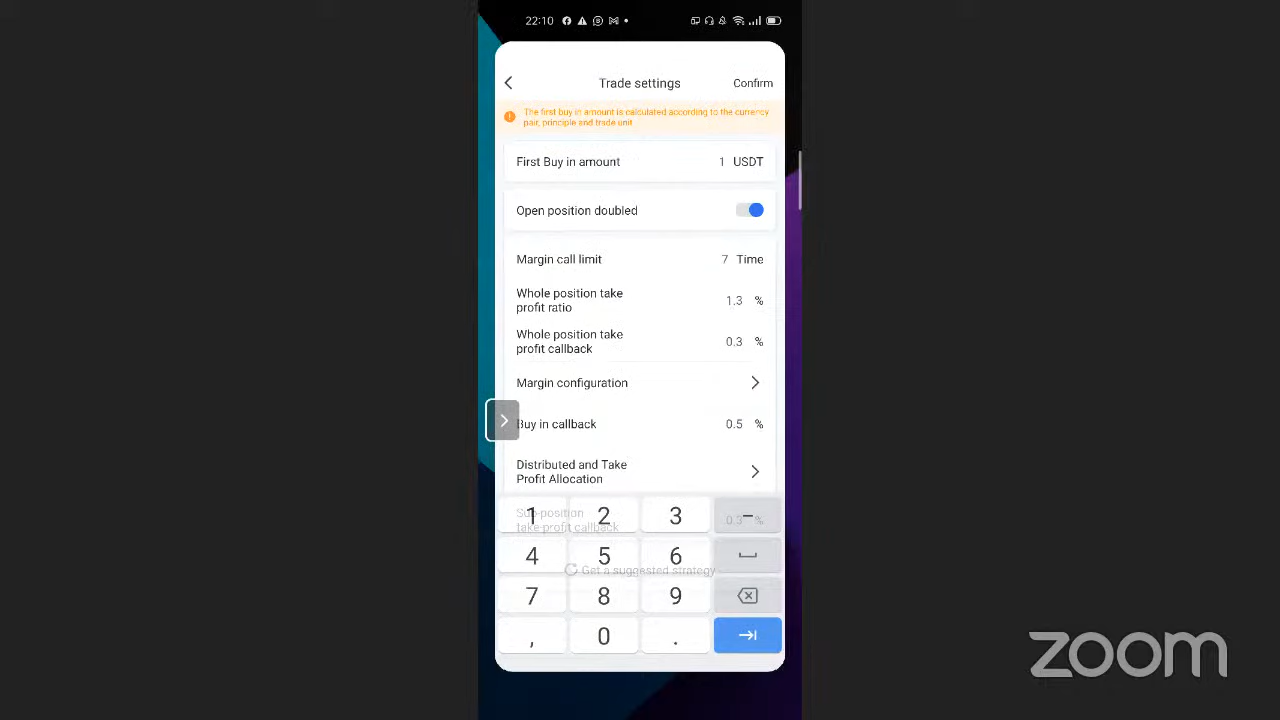 22:10
Trade settings
Confirm
The first buy in amount is calculated according to the currency
pair, principle and trade unit
First Buy in amount 1 USDT
Open position doubled
Margin call limit 7 Time
Whole position take
profit ratio
1.3 %
Whole position take
profit callback
0.3 %
Margin configuration
Buy in callback 0.5 %
Distributed and Take
Profit Allocation
Sub-position
take-profit callback
0.3 %
Get a suggested strategy
1 2 3 -
4 5 6
7 8 9
, 0 .
zoom